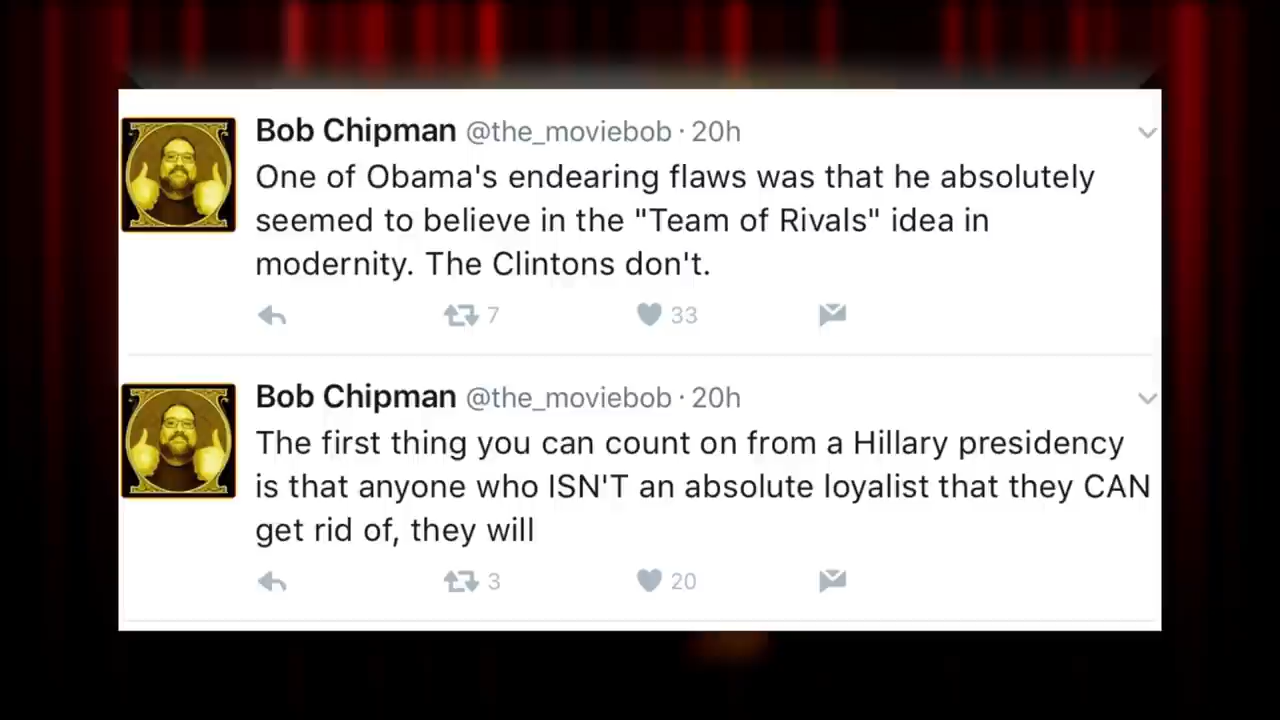 Bob Chipman @the_moviebob · 20h
One of Obama's endearing flaws was that he absolutely
seemed to believe in the "Team of Rivals" idea in
modernity. The Clintons don't.
7 33
Bob Chipman @the_moviebob · 20h
The first thing you can count on from a Hillary presidency
is that anyone who ISN'T an absolute loyalist that they CAN
get rid of, they will
3 20